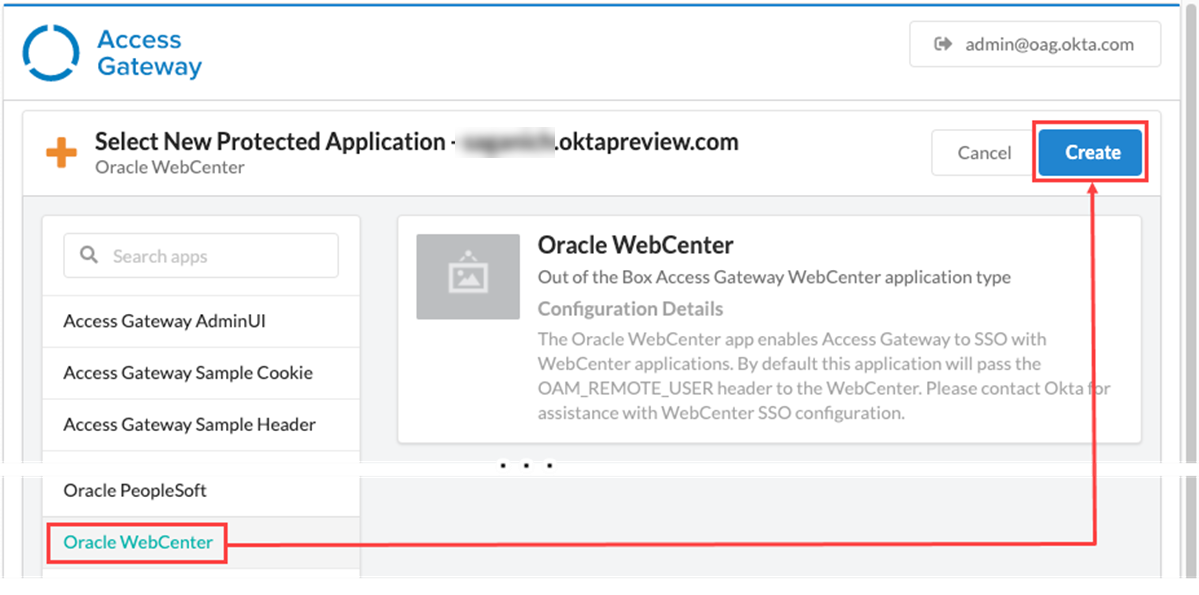 Access
Gateway
admin@oag.okta.com
Select New Protected Application - .oktapreview.com
Oracle WebCenter
Cancel
Create
Search apps
Access Gateway AdminUI
Access Gateway Sample Cookie
Access Gateway Sample Header
Oracle WebCenter
Out of the Box Access Gateway WebCenter application type
Configuration Details
The Oracle WebCenter app enables Access Gateway to SSO with
WebCenter applications. By default this application will pass the
OAM_REMOTE_USER header to the WebCenter. Please contact Okta for
assistance with WebCenter SSO configuration.
. . .
Oracle PeopleSoft
Oracle WebCenter